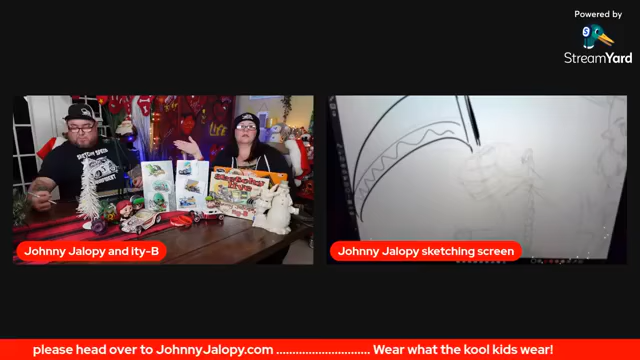 Powered by
StreamYard
Johnny Jalopy and Ity-B
Johnny Jalopy sketching screen
please head over to JohnnyJalopy.com ............................ Wear what the kool kids wear!